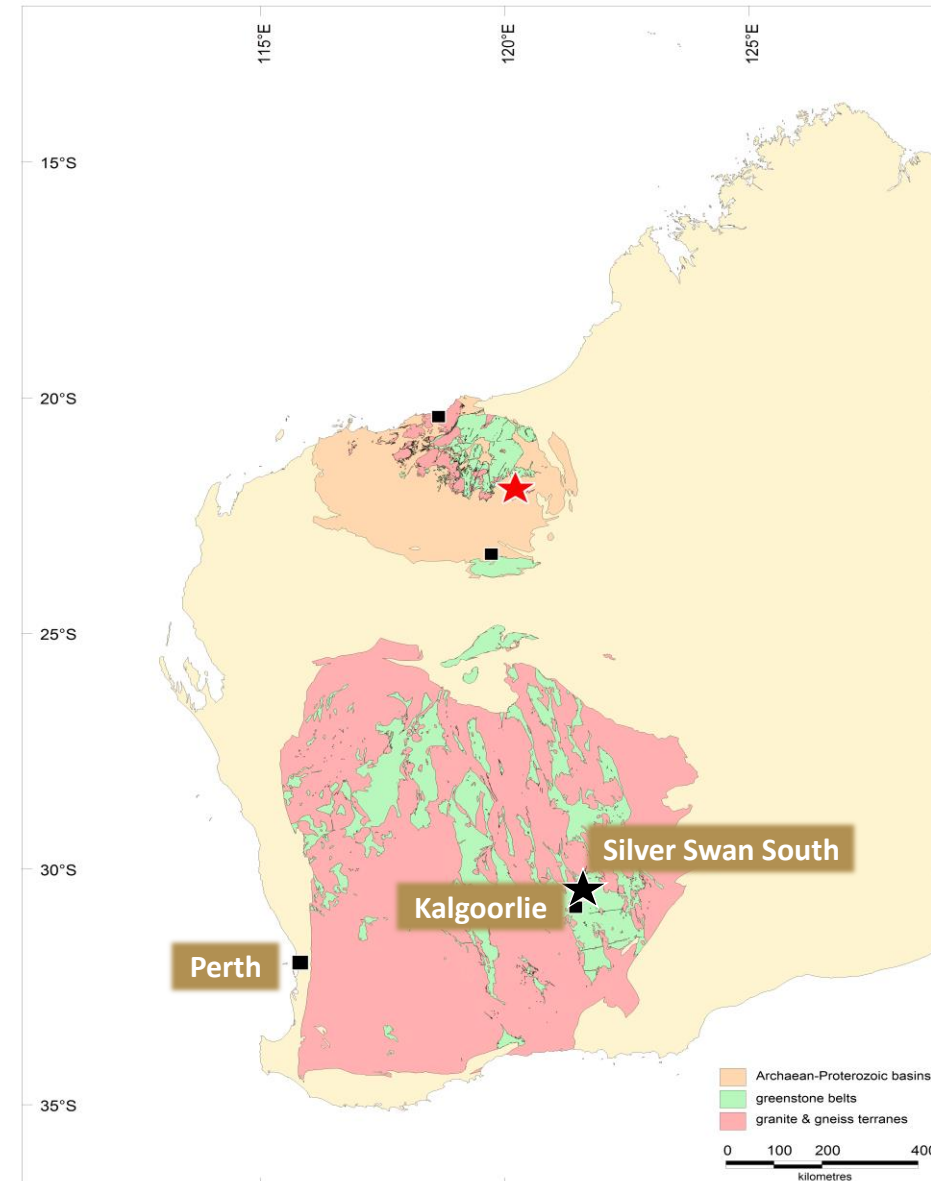 115°E
120°E
125°E
15°S
20°S
25°S
30°S
35°S
Silver Swan South
Kalgoorlie
Perth
Archaean-Proterozoic basins
greenstone belts
granite & gneiss terranes
0 100 200 400
kilometres